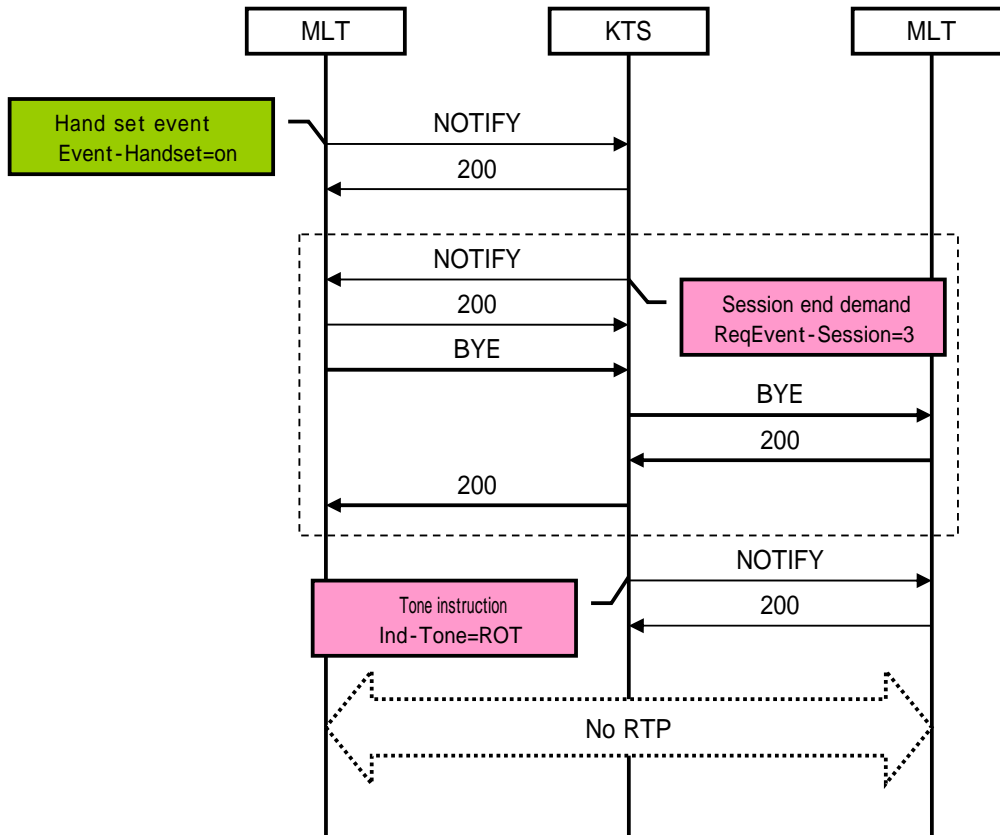 MLT
KTS
MLT
Hand set event
Event-Handset=on
NOTIFY
200
NOTIFY
Session end demand
ReqEvent-Session=3
200
BYE
BYE
200
200
NOTIFY
Tone instruction
Ind-Tone=ROT
200
No RTP